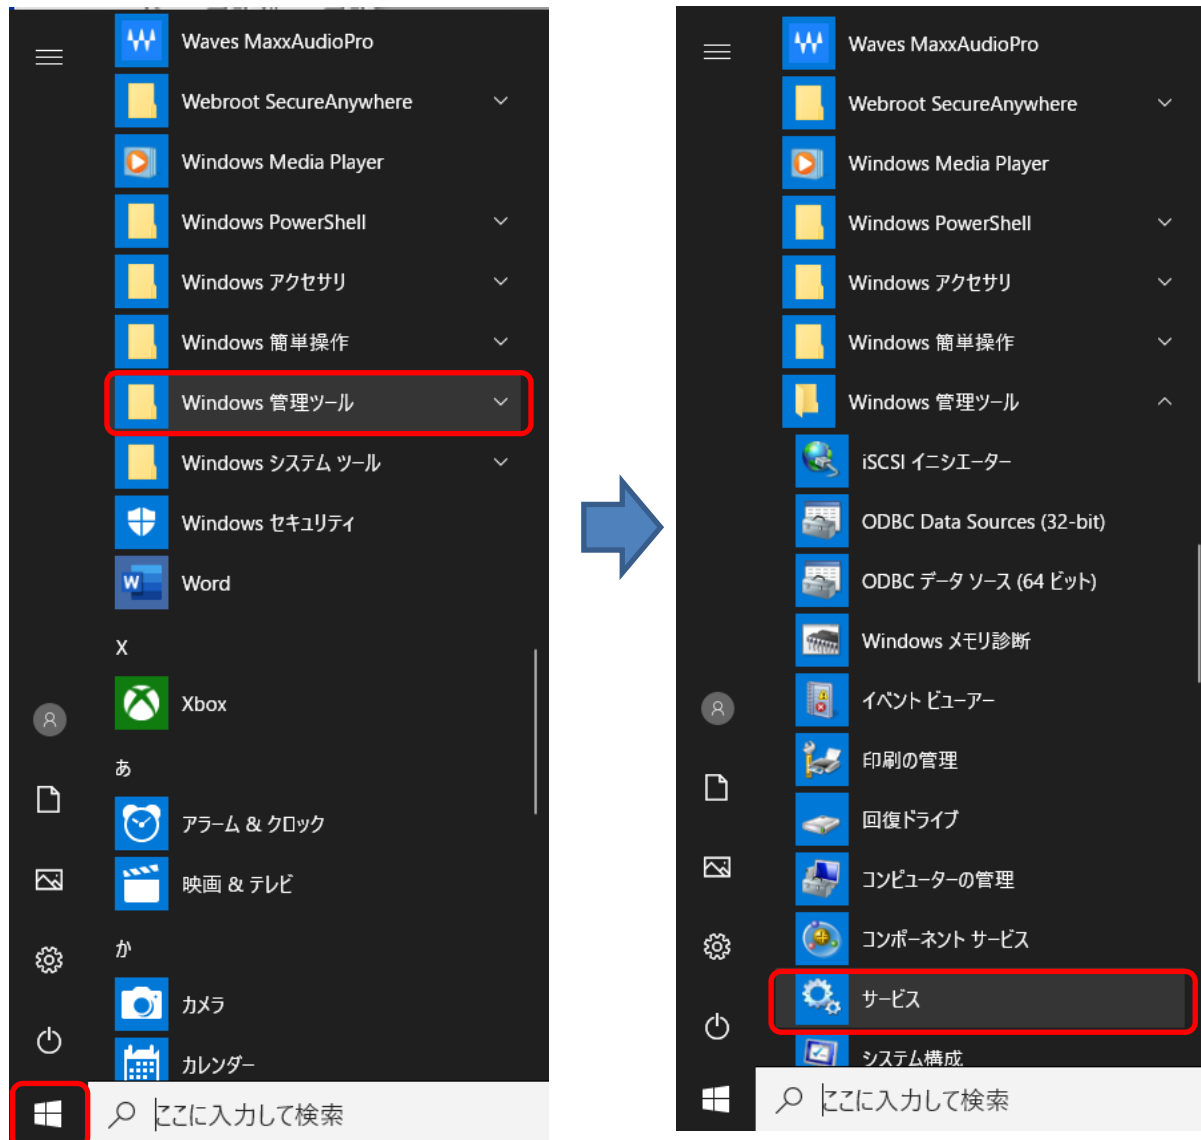 Waves MaxxAudioPro
Webroot SecureAnywhere
Windows Media Player
Windows PowerShell
Windows アクセサリ
Windows 簡単操作
Windows 管理ツール
Windows システム ツール
Windows セキュリティ
Word
X
Xbox
あ
アラーム & クロック
映画 & テレビ
か
カメラ
カレンダー
ここに入力して検索
Waves MaxxAudioPro
Webroot SecureAnywhere
Windows Media Player
Windows PowerShell
Windows アクセサリ
Windows 簡単操作
Windows 管理ツール
iSCSI イニシエーター
ODBC Data Sources (32-bit)
ODBC データ ソース (64 ビット)
Windows メモリ診断
イベント ビューアー
印刷の管理
回復ドライブ
コンピューターの管理
コンポーネント サービス
サービス
システム構成
ここに入力して検索